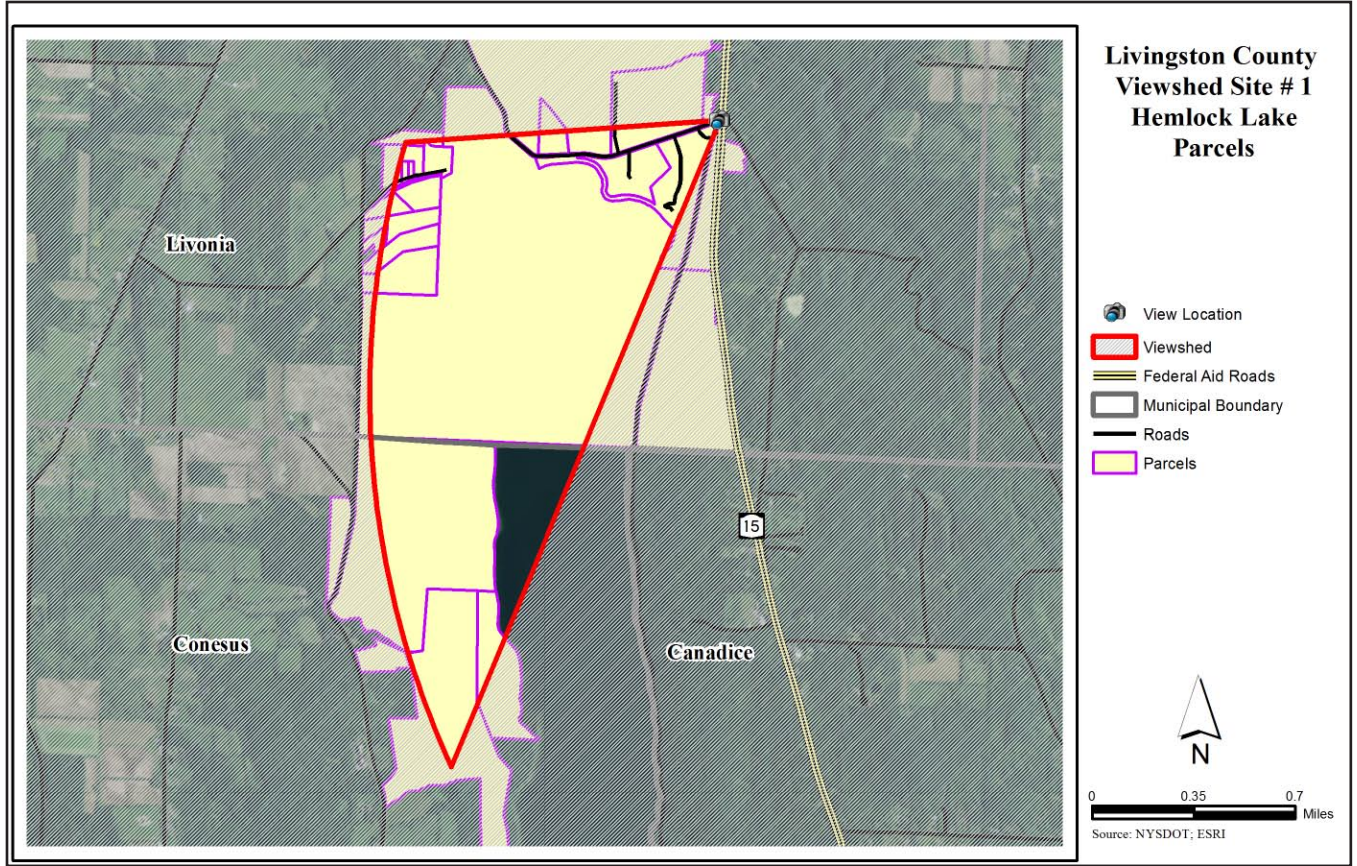 Livingston County
Viewshed Site # 1
Hemlock Lake
Parcels
Livonia
Conesus
Canadice
15
View Location
Viewshed
Federal Aid Roads
Municipal Boundary
Roads
Parcels
N
0 0.35 0.7
Miles
Source: NYSDOT; ESRI